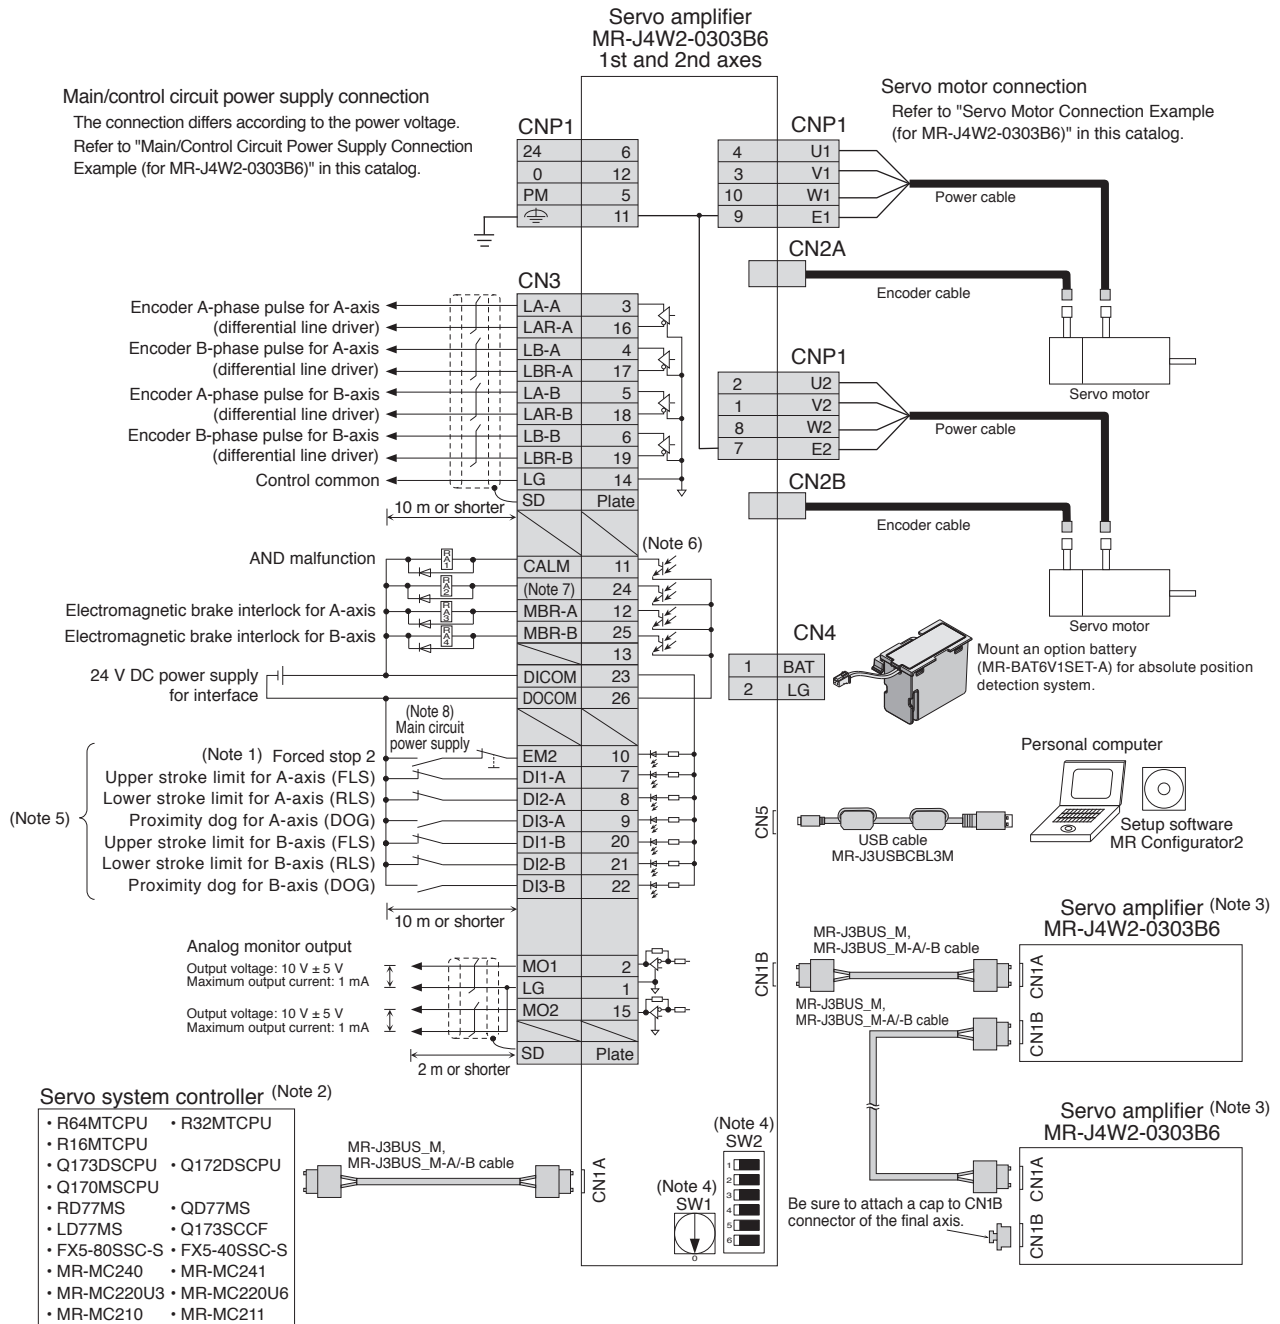 Servo amplifier
MR-J4W2-0303B6
1st and 2nd axes
Main/control circuit power supply connection
The connection differs according to the power voltage.
Refer to "Main/Control Circuit Power Supply Connection
Example (for MR-J4W2-0303B6)" in this catalog.
Servo motor connection
Refer to "Servo Motor Connection Example
(for MR-J4W2-0303B6)" in this catalog.
CNP1
24 6
0 12
PM 5
11
CNP1
4 U1
3 V1
10 W1
9 E1
Power cable
CN2A
Encoder cable
Servo motor
CNP1
2 U2
1 V2
8 W2
7 E2
Power cable
CN2B
Encoder cable
Servo motor
CN3
Encoder A-phase pulse for A-axis LA-A 3
(differential line driver) LAR-A 16
Encoder B-phase pulse for A-axis LB-A 4
(differential line driver) LBR-A 17
Encoder A-phase pulse for B-axis LA-B 5
(differential line driver) LAR-B 18
Encoder B-phase pulse for B-axis LB-B 6
(differential line driver) LBR-B 19
Control common LG 14
SD Plate
10 m or shorter
(Note 6)
AND malfunction RA1 CALM 11
RA2 (Note 7) 24
Electromagnetic brake interlock for A-axis RA3 MBR-A 12
Electromagnetic brake interlock for B-axis RA4 MBR-B 25
13
24 V DC power supply DICOM 23
for interface DOCOM 26
(Note 8)
Main circuit
power supply
(Note 5)
(Note 1) Forced stop 2 EM2 10
Upper stroke limit for A-axis (FLS) DI1-A 7
Lower stroke limit for A-axis (RLS) DI2-A 8
Proximity dog for A-axis (DOG) DI3-A 9
Upper stroke limit for B-axis (FLS) DI1-B 20
Lower stroke limit for B-axis (RLS) DI2-B 21
Proximity dog for B-axis (DOG) DI3-B 22
10 m or shorter
Analog monitor output
Output voltage: 10 V ± 5 V
Maximum output current: 1 mA
Output voltage: 10 V ± 5 V
Maximum output current: 1 mA
MO1 2
LG 1
MO2 15
SD Plate
2 m or shorter
CN4
1 BAT
2 LG
Mount an option battery
(MR-BAT6V1SET-A) for absolute position
detection system.
Personal computer
CN5
USB cable
MR-J3USBCBL3M
Setup software
MR Configurator2
Servo amplifier (Note 3)
MR-J4W2-0303B6
MR-J3BUS_M,
MR-J3BUS_M-A/-B cable
CN1B
CN1A
MR-J3BUS_M,
MR-J3BUS_M-A/-B cable
CN1B
Servo amplifier (Note 3)
MR-J4W2-0303B6
CN1A
Be sure to attach a cap to CN1B
connector of the final axis.
CN1B
Servo system controller (Note 2)
• R64MTCPU • R32MTCPU
• R16MTCPU
• Q173DSCPU • Q172DSCPU
• Q170MSCPU
• RD77MS • QD77MS
• LD77MS • Q173SCCF
• FX5-80SSC-S • FX5-40SSC-S
• MR-MC240 • MR-MC241
• MR-MC220U3 • MR-MC220U6
• MR-MC210 • MR-MC211
MR-J3BUS_M,
MR-J3BUS_M-A/-B cable
CN1A
(Note 4)
SW1
0
(Note 4)
SW2
1
2
3
4
5
6